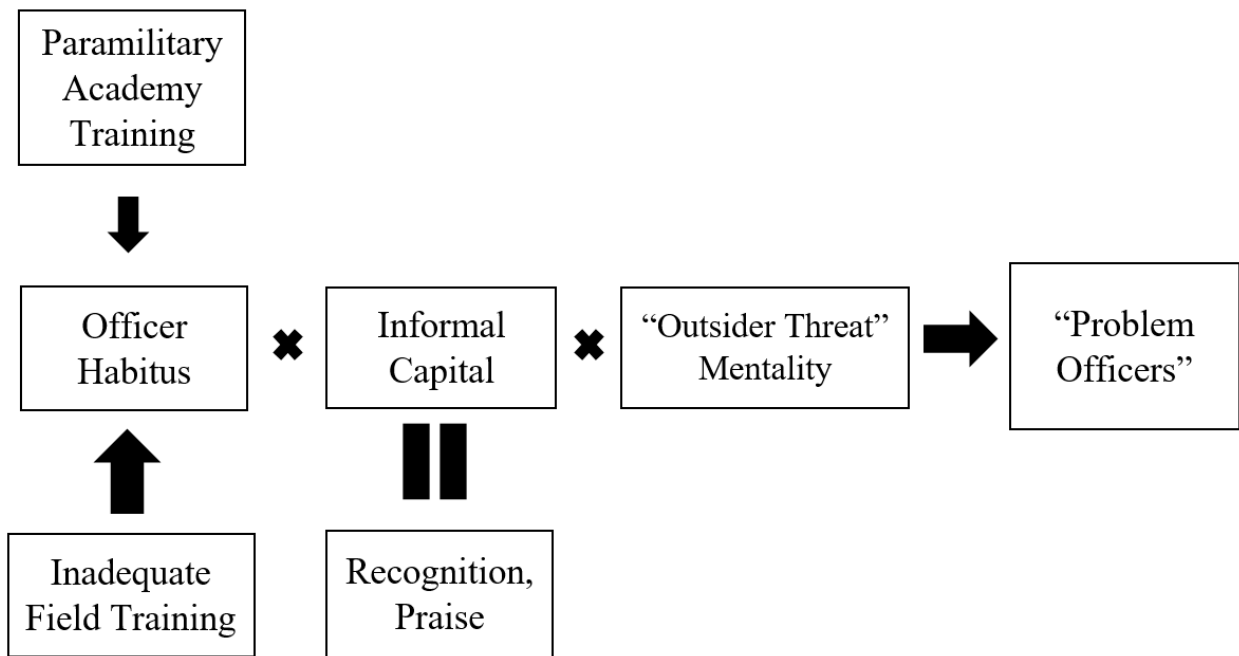 Paramilitary
Academy
Training
Officer
Habitus
Informal
Capital
“Outsider Threat”
Mentality
“Problem
Officers”
Inadequate
Field Training
Recognition,
Praise